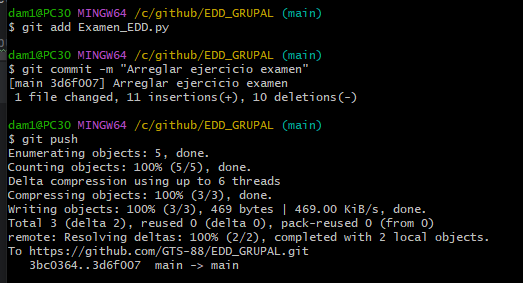 dam1@PC30 MINGW64 /c/github/EDD_GRUPAL (main)
$ git add Examen_EDD.py
dam1@PC30 MINGW64 /c/github/EDD_GRUPAL (main)
$ git commit -m "Arreglar ejercicio examen"
[main 3d6f007] Arreglar ejercicio examen
 1 file changed, 11 insertions(+), 10 deletions(-)
dam1@PC30 MINGW64 /c/github/EDD_GRUPAL (main)
$ git push
Enumerating objects: 5, done.
Counting objects: 100% (5/5), done.
Delta compression using up to 6 threads
Compressing objects: 100% (3/3), done.
Writing objects: 100% (3/3), 469 bytes | 469.00 KiB/s, done.
Total 3 (delta 2), reused 0 (delta 0), pack-reused 0 (from 0)
remote: Resolving deltas: 100% (2/2), completed with 2 local objects.
To https://github.com/GTS-88/EDD_GRUPAL.git
   3bc0364..3d6f007  main -> main